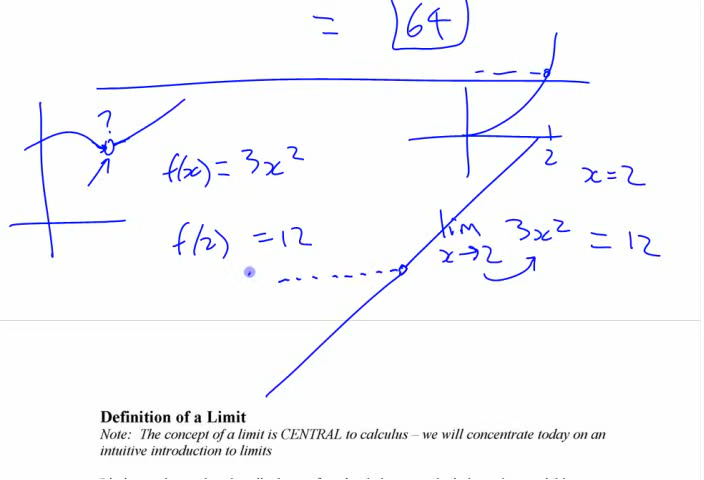 = 64
?
f(x) = 3x²
2
x = 2
f(2) = 12
lim x→2 3x² = 12
Definition of a Limit
Note: The concept of a limit is CENTRAL to calculus – we will concentrate today on an
intuitive introduction to limits